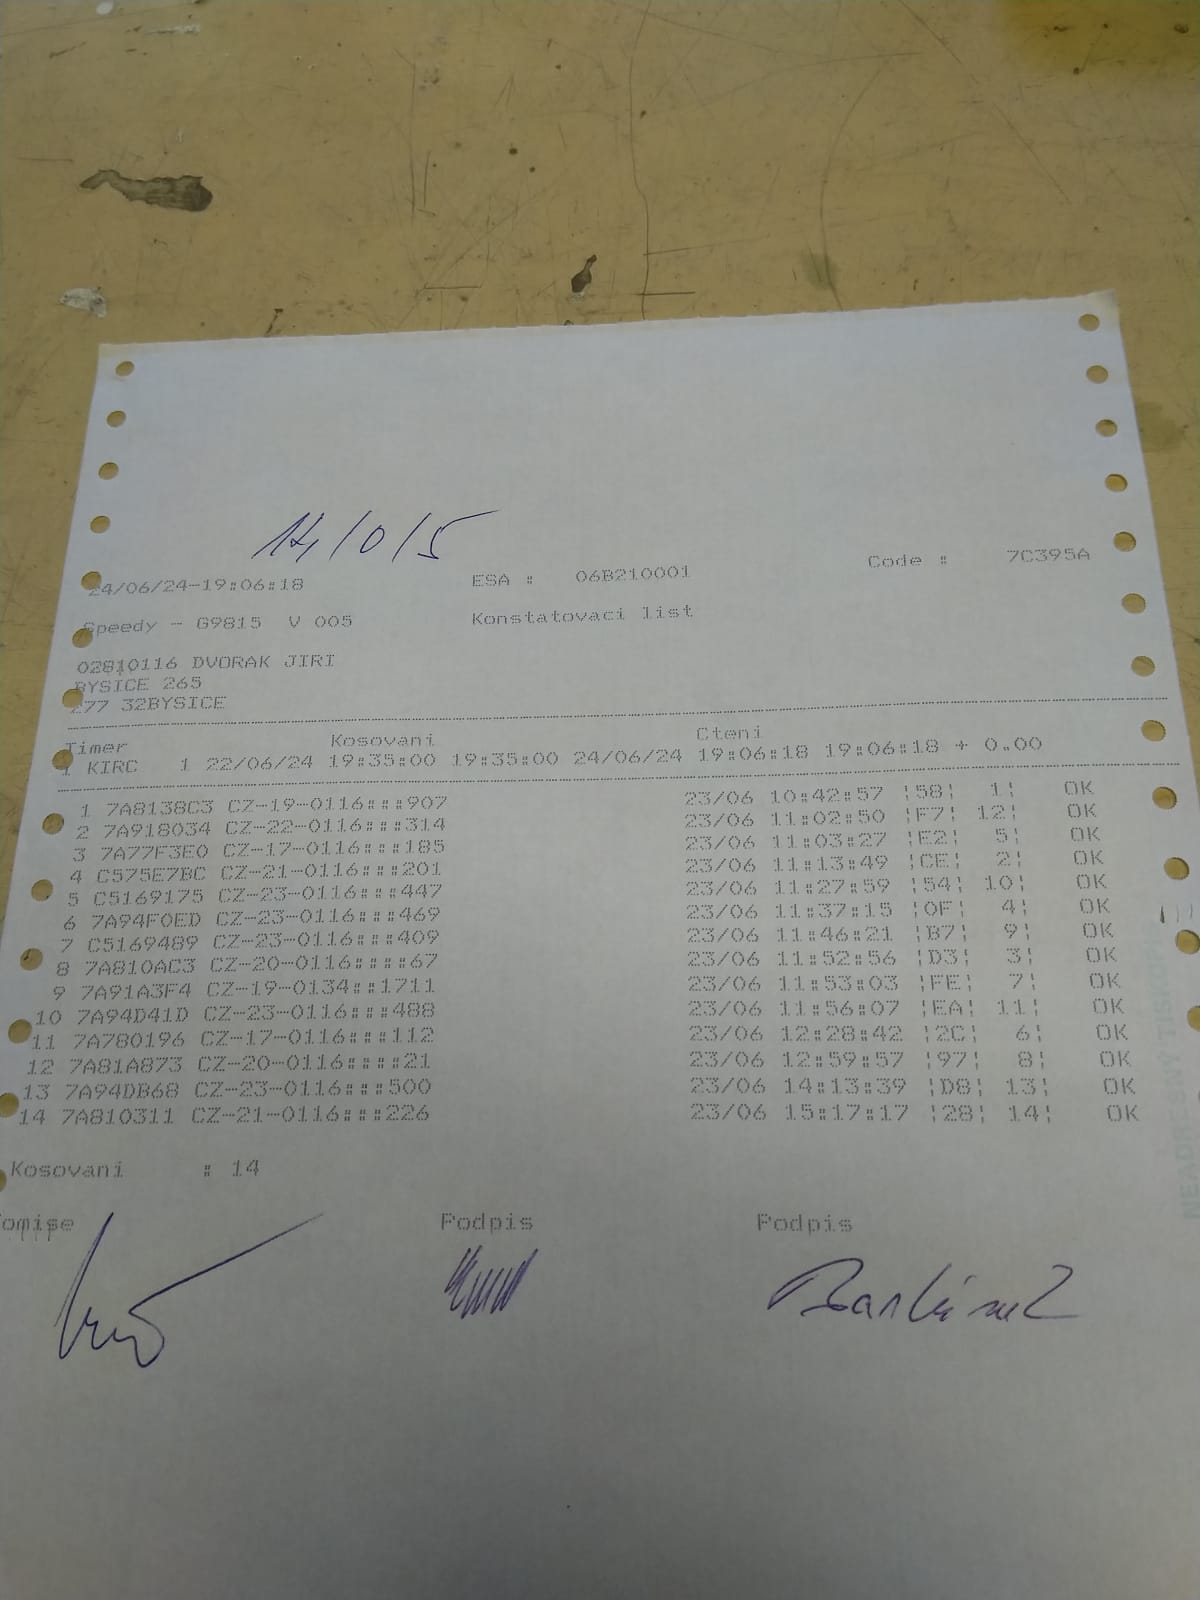 14/0/5
24/06/24-19:06:18 ESA : 06B210001 Code : 7C395A
Speedy - G9815 V 005 Konstatovaci list
02810116 DVORAK JIRI
BYSICE 265
277 32BYSICE
Timer Kosovani Cteni
1 KIRC 1 22/06/24 19:35:00 19:35:00 24/06/24 19:06:18 19:06:18 + 0.00
1 7A8138C3 CZ-19-0116:::907 23/06 10:42:57 ¦58¦ 1¦ OK
2 7A918034 CZ-22-0116:::314 23/06 11:02:50 ¦F7¦ 12¦ OK
3 7A77F3E0 CZ-17-0116:::185 23/06 11:03:27 ¦E2¦ 5¦ OK
4 C575E7BC CZ-21-0116:::201 23/06 11:13:49 ¦CE¦ 2¦ OK
5 C5169175 CZ-23-0116:::447 23/06 11:27:59 ¦54¦ 10¦ OK
6 7A94F0ED CZ-23-0116:::469 23/06 11:37:15 ¦0F¦ 4¦ OK
7 C5169489 CZ-23-0116:::409 23/06 11:46:21 ¦B7¦ 9¦ OK
8 7A810AC3 CZ-20-0116::::67 23/06 11:52:56 ¦D3¦ 3¦ OK
9 7A91A3F4 CZ-19-0134::1711 23/06 11:53:03 ¦FE¦ 7¦ OK
10 7A94D41D CZ-23-0116:::488 23/06 11:56:07 ¦EA¦ 11¦ OK
11 7A780196 CZ-17-0116:::112 23/06 12:28:42 ¦2C¦ 6¦ OK
12 7A81A873 CZ-20-0116::::21 23/06 12:59:57 ¦97¦ 8¦ OK
13 7A94DB68 CZ-23-0116:::500 23/06 14:13:39 ¦D8¦ 13¦ OK
14 7A810311 CZ-21-0116:::226 23/06 15:17:17 ¦28¦ 14¦ OK
Kosovani : 14
omise Podpis Podpis